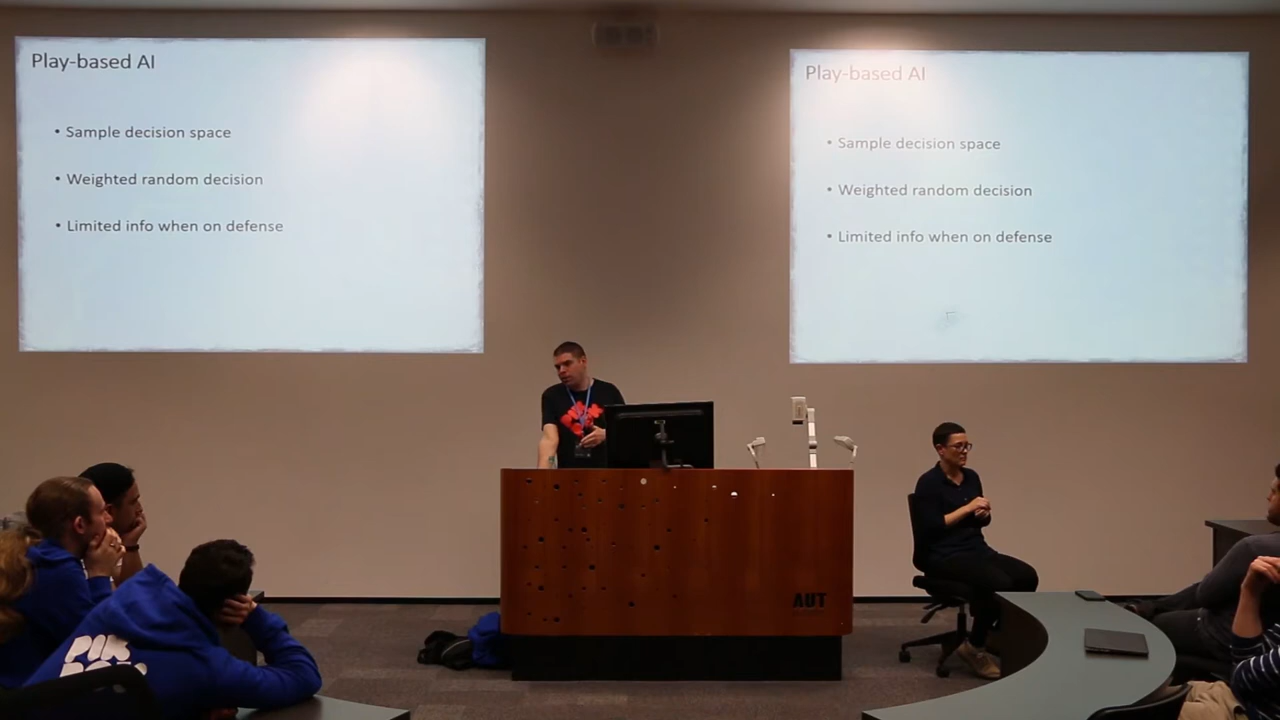 Play-based AI
• Sample decision space
• Weighted random decision
• Limited info when on defense
Play-based AI
• Sample decision space
• Weighted random decision
• Limited info when on defense
AUT
PIK